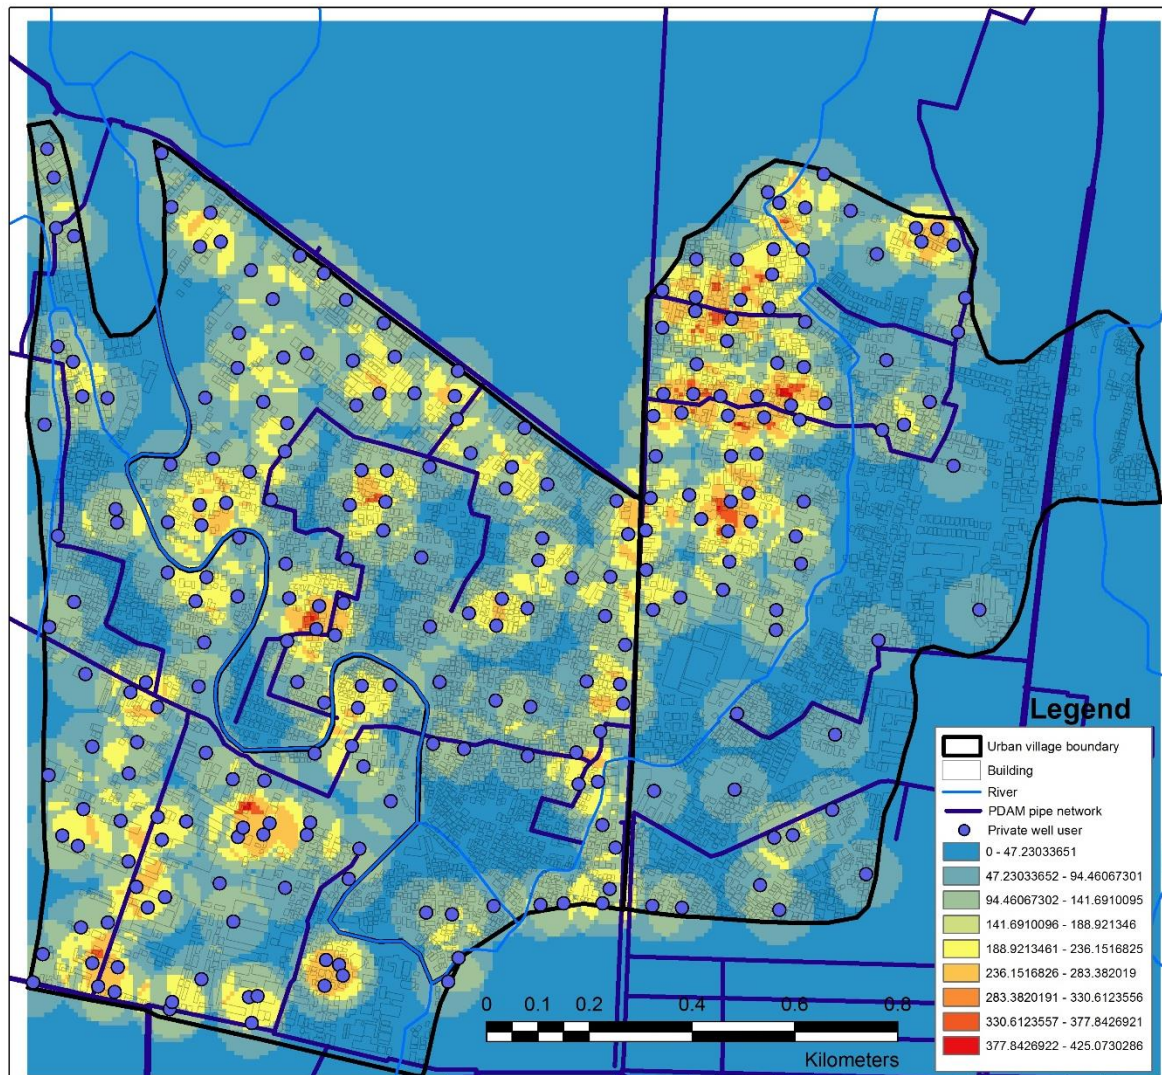 Legend
Urban village boundary
Building
River
PDAM pipe network
Private well user
0 - 47.23033651
47.23033652 - 94.46067301
94.46067302 - 141.6910095
141.6910096 - 188.921346
188.9213461 - 236.1516825
236.1516826 - 283.382019
283.3820191 - 330.6123556
330.6123557 - 377.8426921
377.8426922 - 425.0730286
0 0.1 0.2 0.4 0.6 0.8
Kilometers